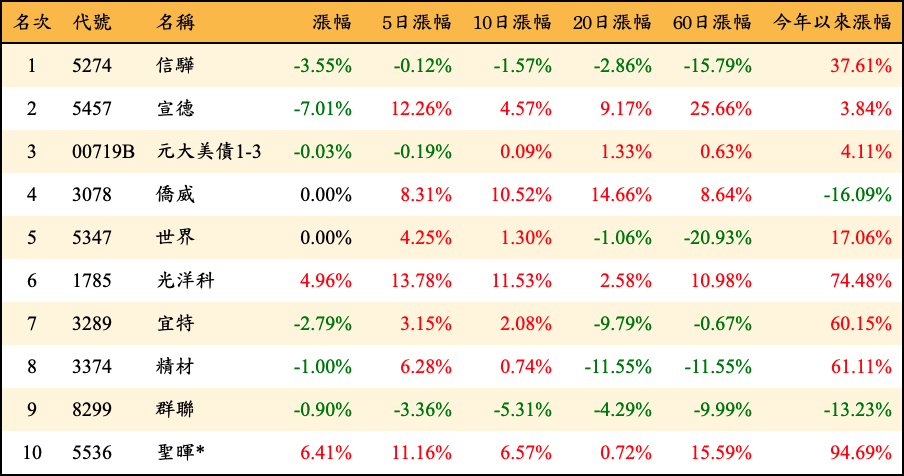 名次 代號 名稱 漲幅 5日漲幅 10日漲幅 20日漲幅 60日漲幅 今年以來漲幅
1 5274 信驊 -3.55% -0.12% -1.57% -2.86% -15.79% 37.61%
2 5457 宣德 -7.01% 12.26% 4.57% 9.17% 25.66% 3.84%
3 00719B 元大美債1-3 -0.03% -0.19% 0.09% 1.33% 0.63% 4.11%
4 3078 僑威 0.00% 8.31% 10.52% 14.66% 8.64% -16.09%
5 5347 世界 0.00% 4.25% 1.30% -1.06% -20.93% 17.06%
6 1785 光洋科 4.96% 13.78% 11.53% 2.58% 10.98% 74.48%
7 3289 宜特 -2.79% 3.15% 2.08% -9.79% -0.67% 60.15%
8 3374 精材 -1.00% 6.28% 0.74% -11.55% -11.55% 61.11%
9 8299 群聯 -0.90% -3.36% -5.31% -4.29% -9.99% -13.23%
10 5536 聖暉* 6.41% 11.16% 6.57% 0.72% 15.59% 94.69%